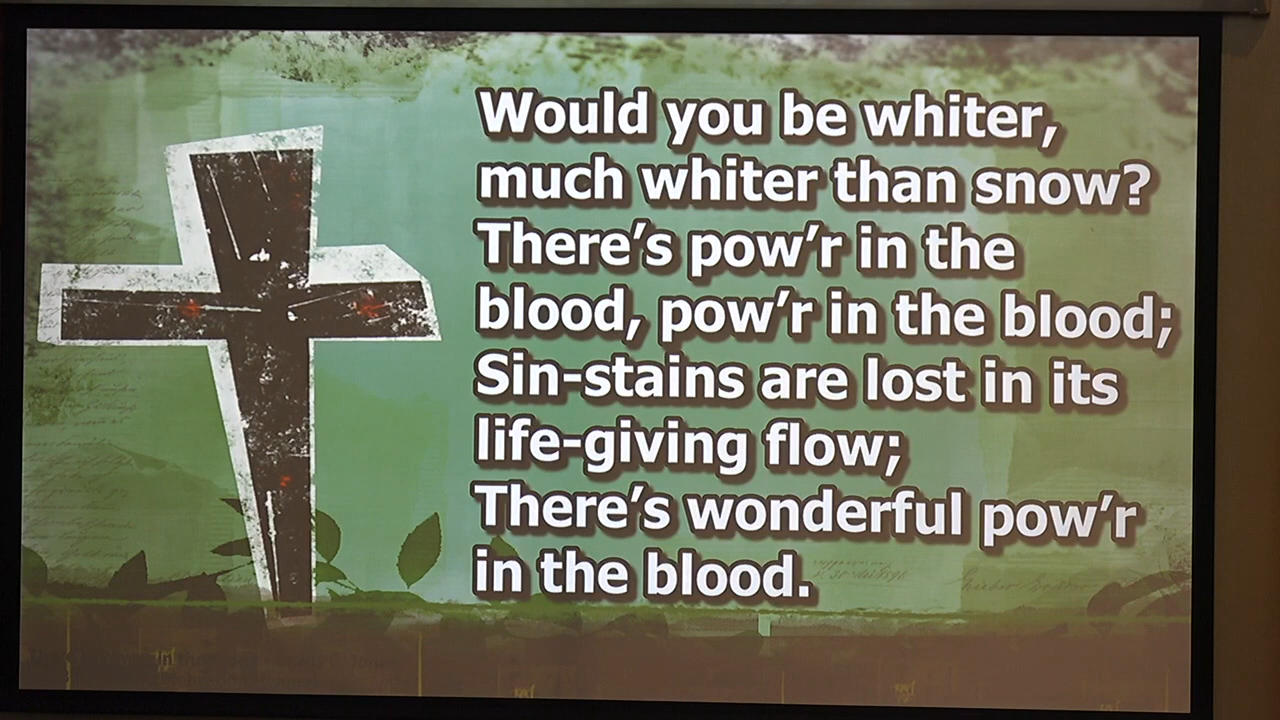 Would you be whiter,
much whiter than snow?
There's pow'r in the
blood, pow'r in the blood;
Sin-stains are lost in its
life-giving flow;
There's wonderful pow'r
in the blood.